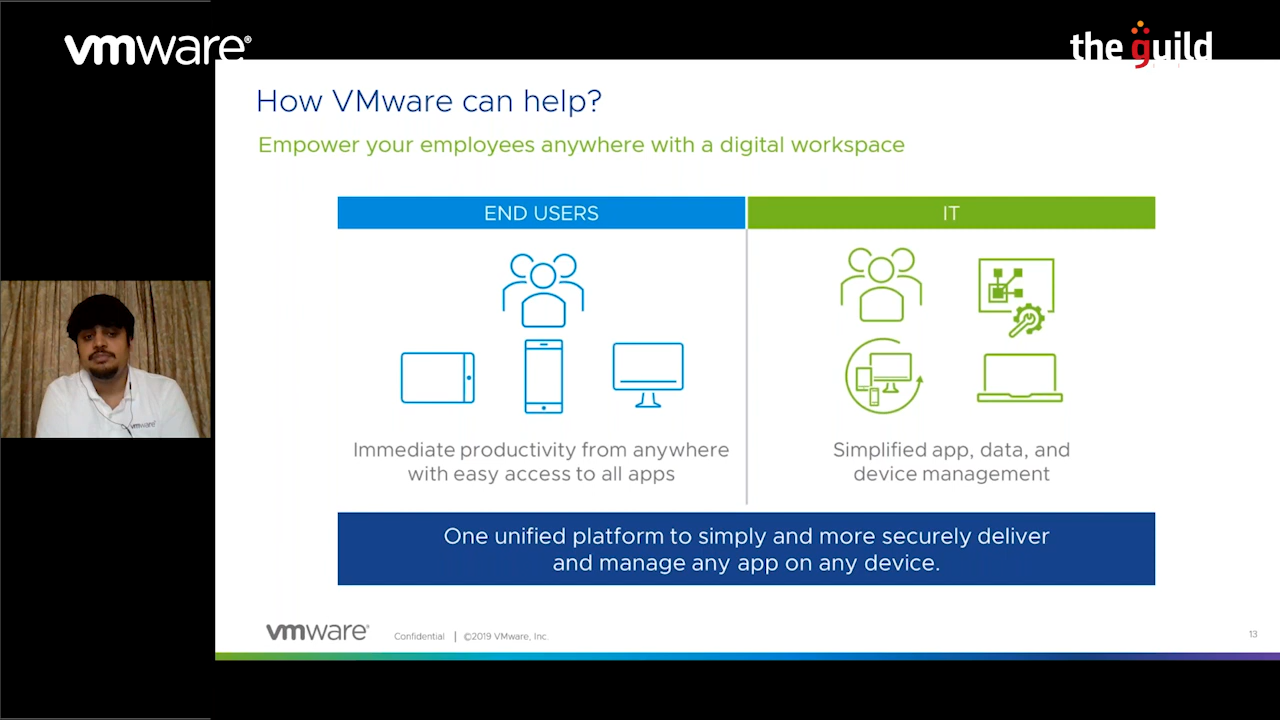 vmware®
the guild
How VMware can help?
Empower your employees anywhere with a digital workspace
END USERS
IT
Immediate productivity from anywhere
with easy access to all apps
Simplified app, data, and
device management
One unified platform to simply and more securely deliver
and manage any app on any device.
vmware®
Confidential | ©2019 VMware, Inc.
13
vmware